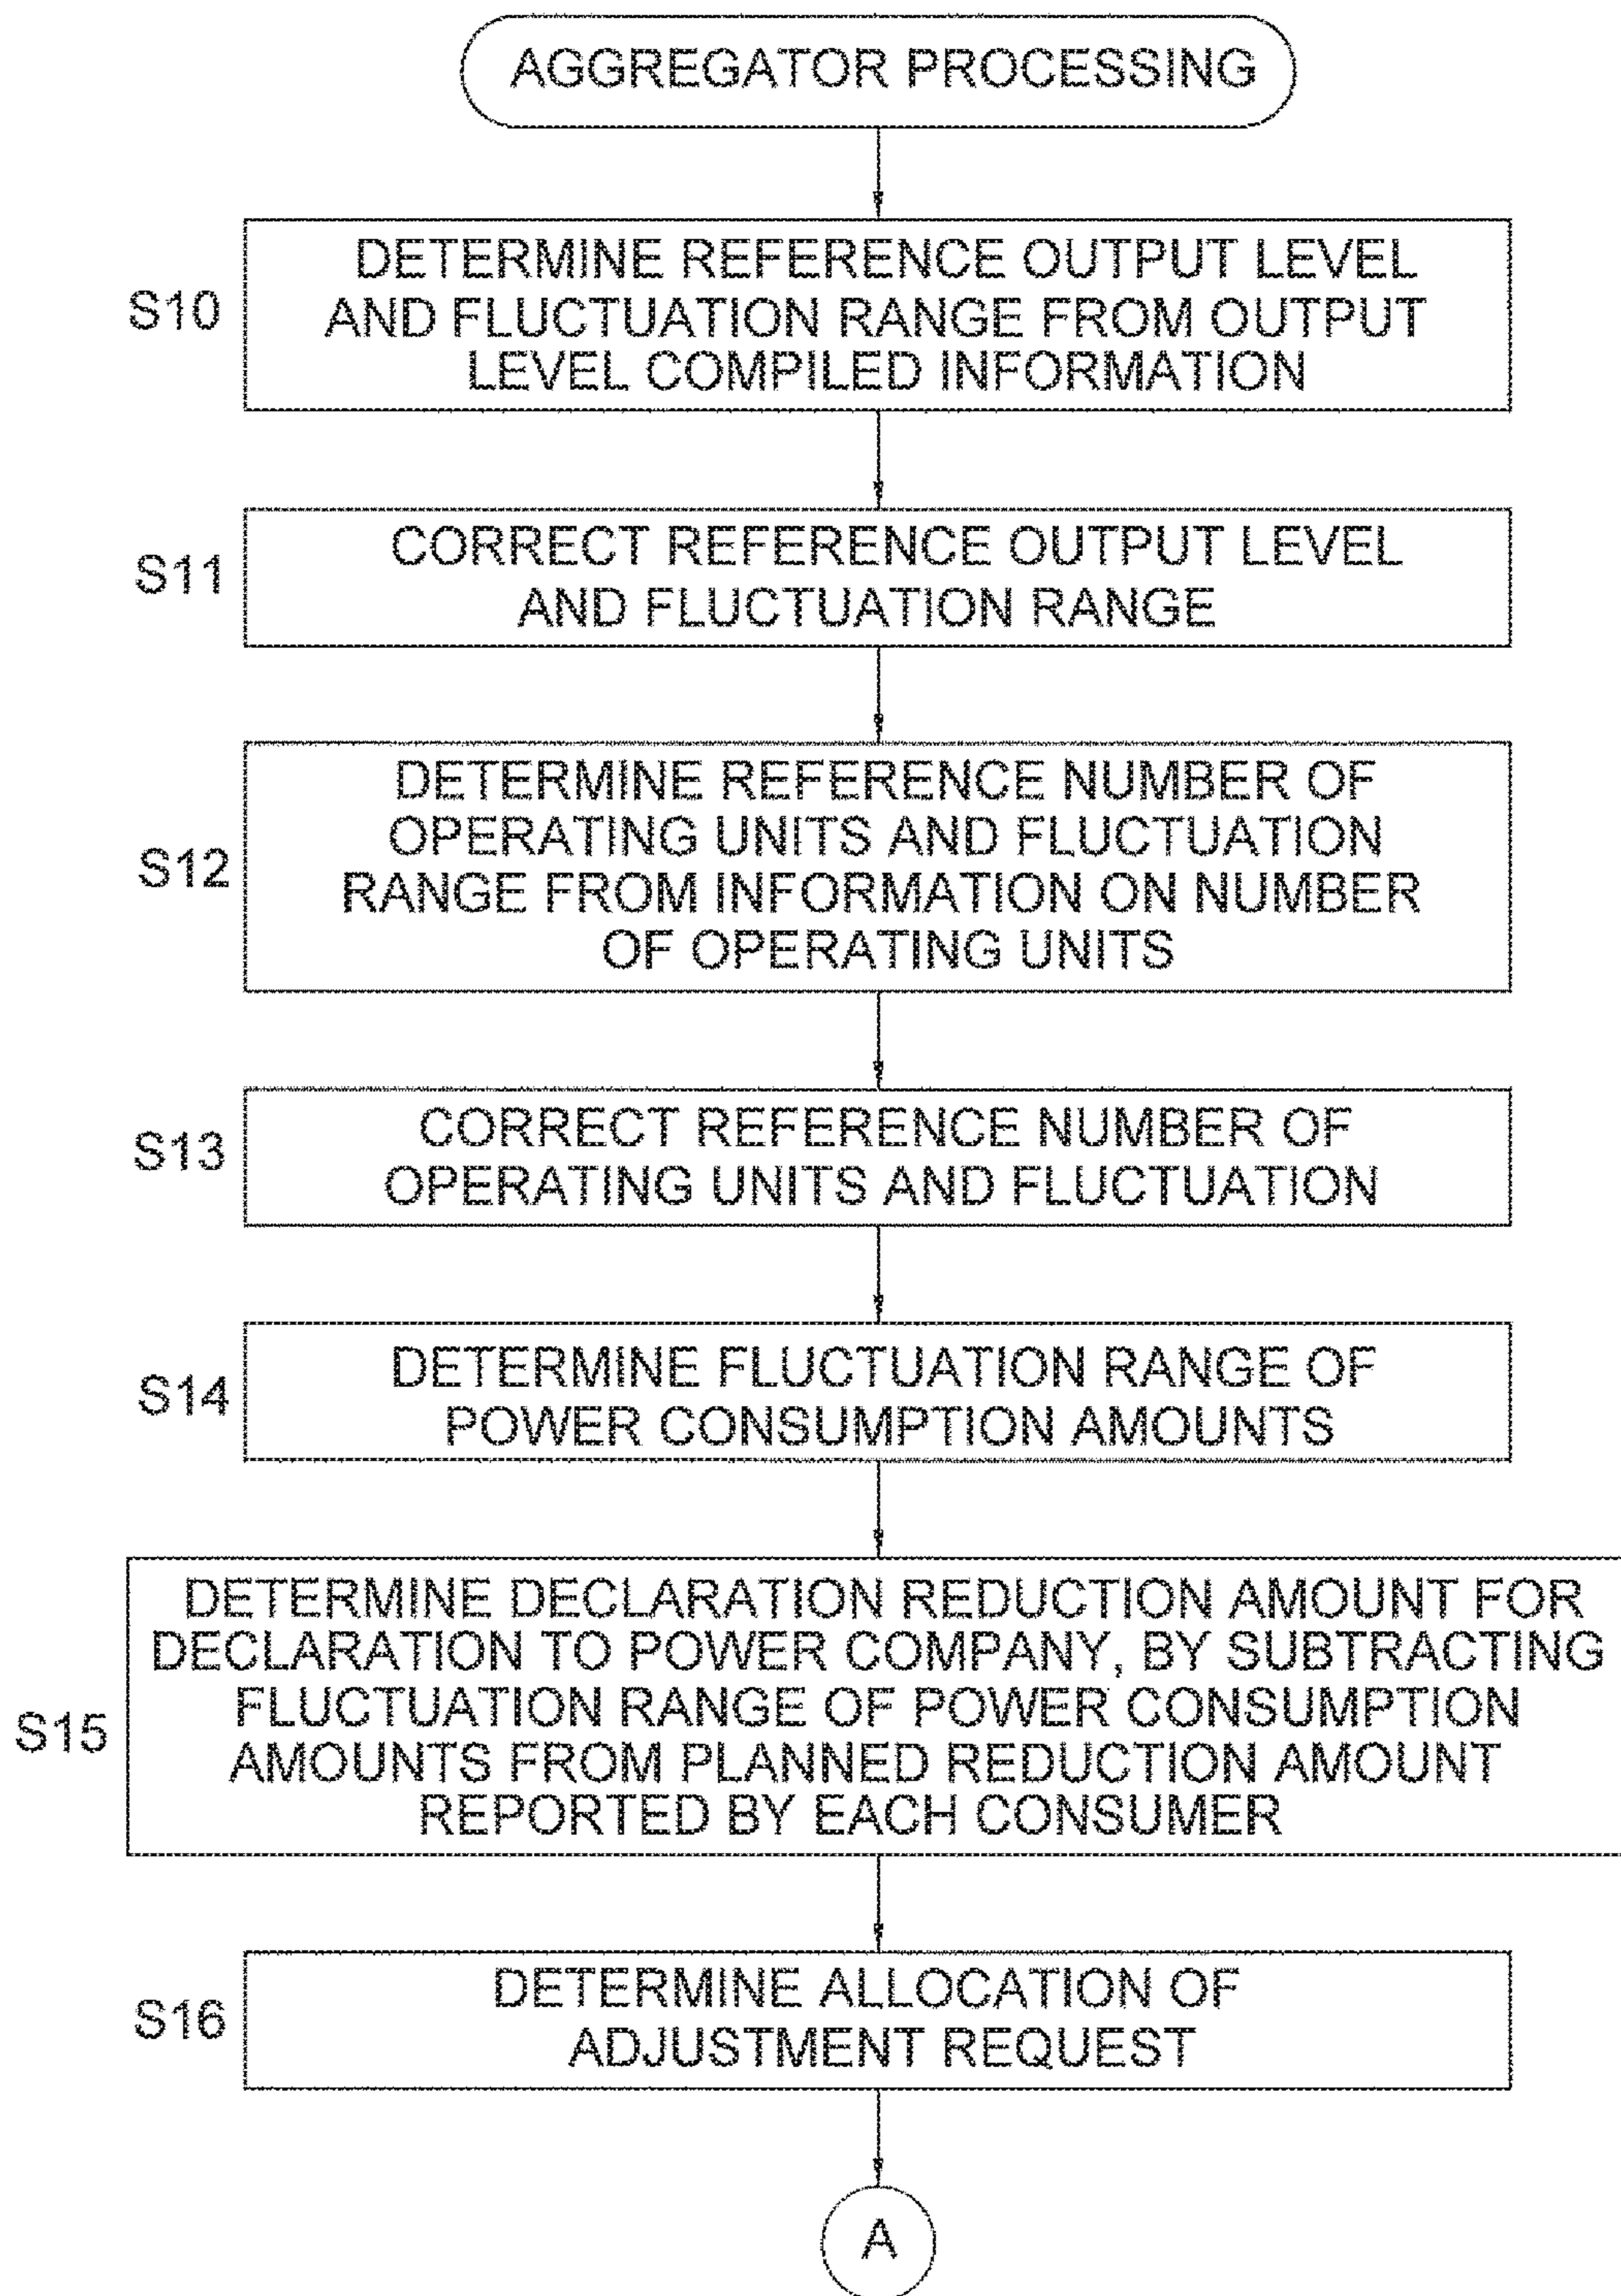 AGGREGATOR PROCESSING
S10
DETERMINE REFERENCE OUTPUT LEVEL
AND FLUCTUATION RANGE FROM OUTPUT
LEVEL COMPILED INFORMATION
S11
CORRECT REFERENCE OUTPUT LEVEL
AND FLUCTUATION RANGE
S12
DETERMINE REFERENCE NUMBER OF
OPERATING UNITS AND FLUCTUATION
RANGE FROM INFORMATION ON NUMBER
OF OPERATING UNITS
S13
CORRECT REFERENCE NUMBER OF
OPERATING UNITS AND FLUCTUATION
S14
DETERMINE FLUCTUATION RANGE OF
POWER CONSUMPTION AMOUNTS
S15
DETERMINE DECLARATION REDUCTION AMOUNT FOR
DECLARATION TO POWER COMPANY, BY SUBTRACTING
FLUCTUATION RANGE OF POWER CONSUMPTION
AMOUNTS FROM PLANNED REDUCTION AMOUNT
REPORTED BY EACH CONSUMER
S16
DETERMINE ALLOCATION OF
ADJUSTMENT REQUEST
A